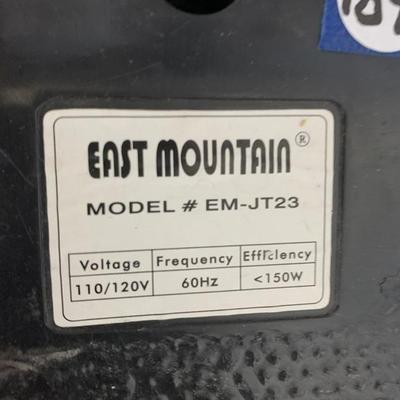 EAST MOUNTAIN®
MODEL # EM-JT23
Voltage Frequency Efficiency
110/120V 60Hz <150W